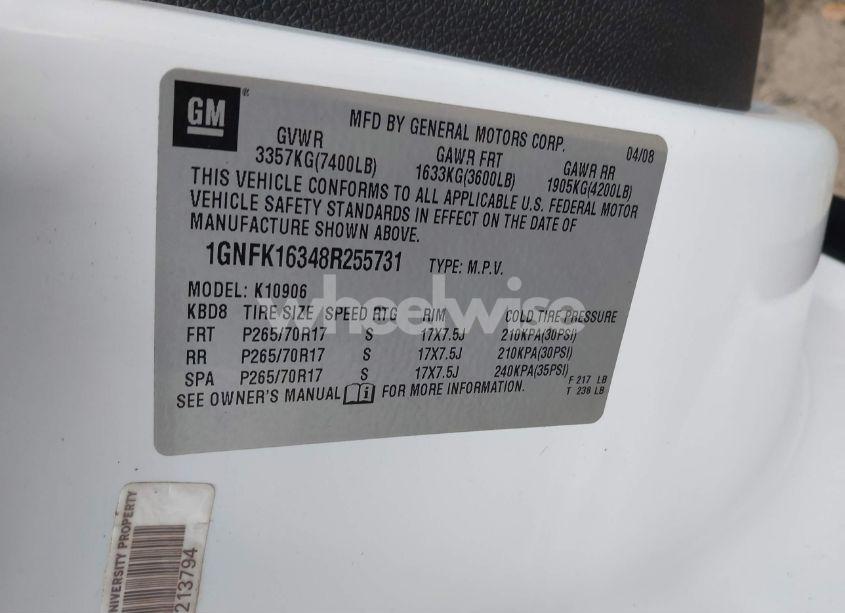 GM ®
MFD BY GENERAL MOTORS CORP. 04/08
GVWR GAWR FRT GAWR RR
3357KG(7400LB) 1633KG(3600LB) 1905KG(4200LB)
THIS VEHICLE CONFORMS TO ALL APPLICABLE U.S. FEDERAL MOTOR
VEHICLE SAFETY STANDARDS IN EFFECT ON THE DATE OF
MANUFACTURE SHOWN ABOVE.
1GNFK16348R255731 TYPE: M.P.V.
MODEL: K10906
wheelwise
KBD8 TIRE SIZE SPEED RTG RIM COLD TIRE PRESSURE
FRT P265/70R17 S 17X7.5J 210KPA(30PSI)
RR P265/70R17 S 17X7.5J 210KPA(30PSI)
SPA P265/70R17 S 17X7.5J 240KPA(35PSI)
SEE OWNER'S MANUAL FOR MORE INFORMATION.
F 217 LB
T 238 LB
UNIVERSITY PROPERTY
213794